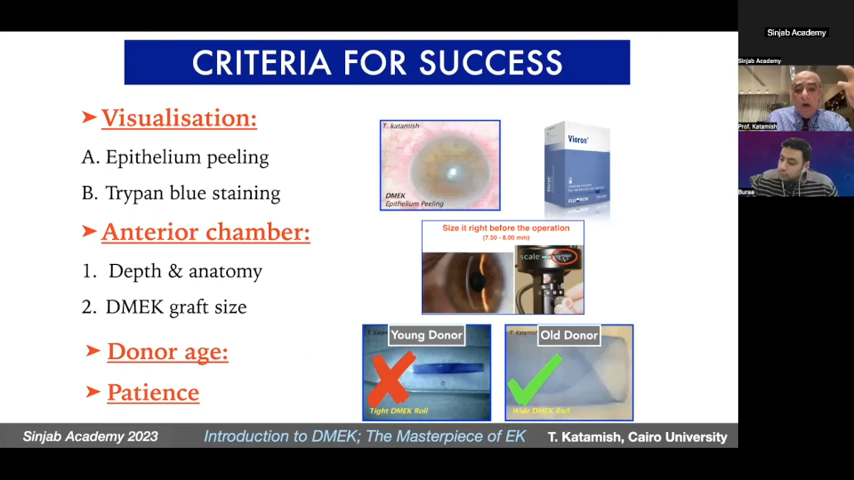 CRITERIA FOR SUCCESS
➤ Visualisation:
A. Epithelium peeling
B. Trypan blue staining
➤ Anterior chamber:
1. Depth & anatomy
2. DMEK graft size
➤ Donor age:
➤ Patience
T. katamish
DMEK
Epithelium Peeling
Vioron
Size it right before the operation
(7.50 - 8.00 mm)
scale
Young Donor
Tight DMEK Roll
Old Donor
T. Katamish
Wide DMEK Roll
Sinjab Academy 2023
Introduction to DMEK; The Masterpiece of EK
T. Katamish, Cairo University
Sinjab Academy
Sinjab Academy
Prof. Katamish
Buraa